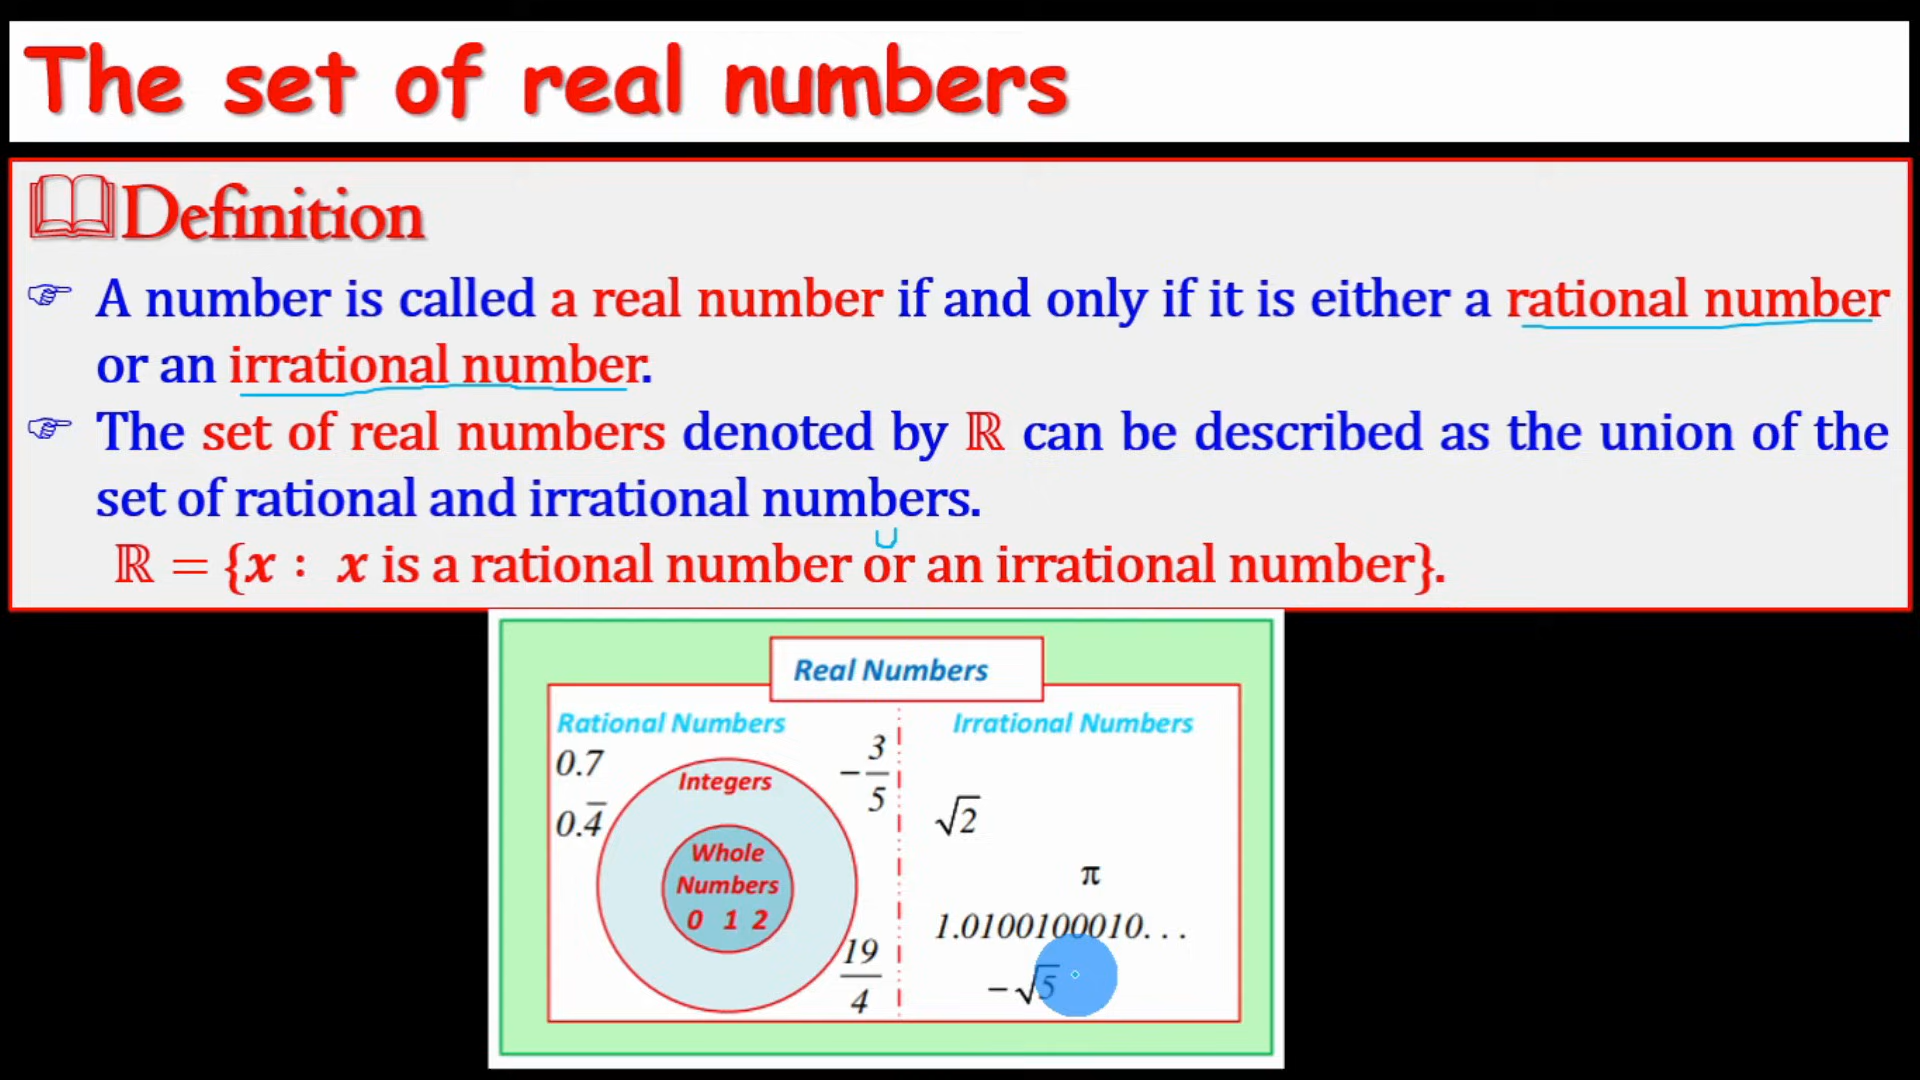 The set of real numbers
Definition
A number is called a real number if and only if it is either a rational number
or an irrational number.
The set of real numbers denoted by ℝ can be described as the union of the
set of rational and irrational numbers.
∪
ℝ = {x : x is a rational number or an irrational number}.
Real Numbers
Rational Numbers
0.7
0.4̅
Integers
Whole
Numbers
0 1 2
-3/5
19/4
Irrational Numbers
√2
π
1.0100100010...
-√5